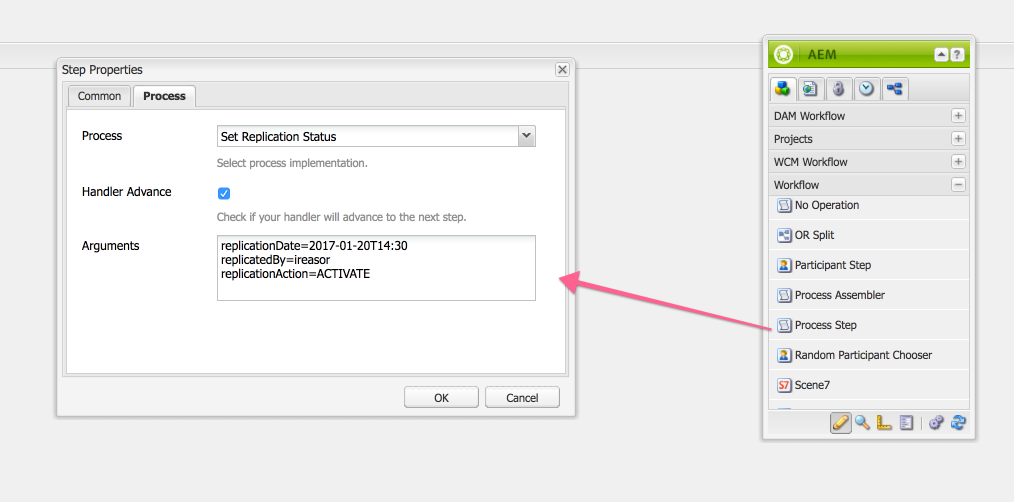 Step Properties
Common
Process
Process
Set Replication Status
Select process implementation.
Handler Advance
Check if your handler will advance to the next step.
Arguments
replicationDate=2017-01-20T14:30
replicatedBy=ireasor
replicationAction=ACTIVATE
OK
Cancel
AEM
?
DAM Workflow
Projects
WCM Workflow
Workflow
No Operation
OR Split
Participant Step
Process Assembler
Process Step
Random Participant Chooser
S7 Scene7